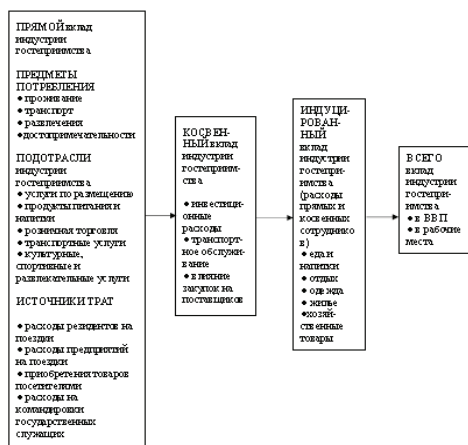 ПРЯМОЙ вклад
индустрии
гостеприимства
ПРЕДМЕТЫ
ПОТРЕБЛЕНИЯ
● проживание
● транспорт
● развлечения
●достопримечательности
ПОДОТРАСЛИ
индустрии
гостеприимства
● услуги по размещению
● продукты питания и
напитки
● розничная торговля
● транспортные услуги
● культурные,
спортивные и
развлекательные услуги
ИСТОЧНИКИ ТРАТ
● расходы резидентов на
поездки
● расходы предприятий
на поездки
● приобретения товаров
посетителями
● расходы на
командировки
государственных
служащих
КОСВЕН-
НЫЙ вклад
индустрии
гостеприим-
ства
● инвестици-
онные
расходы
● транспорт-
ное обслужи-
вание
● влияние
закупок на
поставщиков
ИНДУЦИ-
РОВАН-
НЫЙ
вклад
индустрии
гостепри-
имства
(расходы
прямых и
косвенных
сотруднико
в)
● еда и
напитки
● отдых
● одежда
● жилье
●хозяй-
ственные
товары
ВСЕГО
вклад
индустрии
гостепри-
имства
● в ВВП
● в рабочие
места